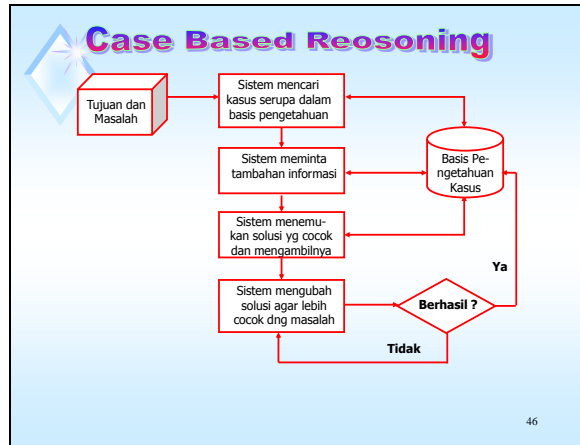 Case Based Reosoning
Tujuan dan
Masalah
Sistem mencari
kasus serupa dalam
basis pengetahuan
Sistem meminta
tambahan informasi
Basis Pe-
ngetahuan
Kasus
Sistem menemu-
kan solusi yg cocok
dan mengambilnya
Ya
Sistem mengubah
solusi agar lebih
cocok dng masalah
Berhasil ?
Tidak
46